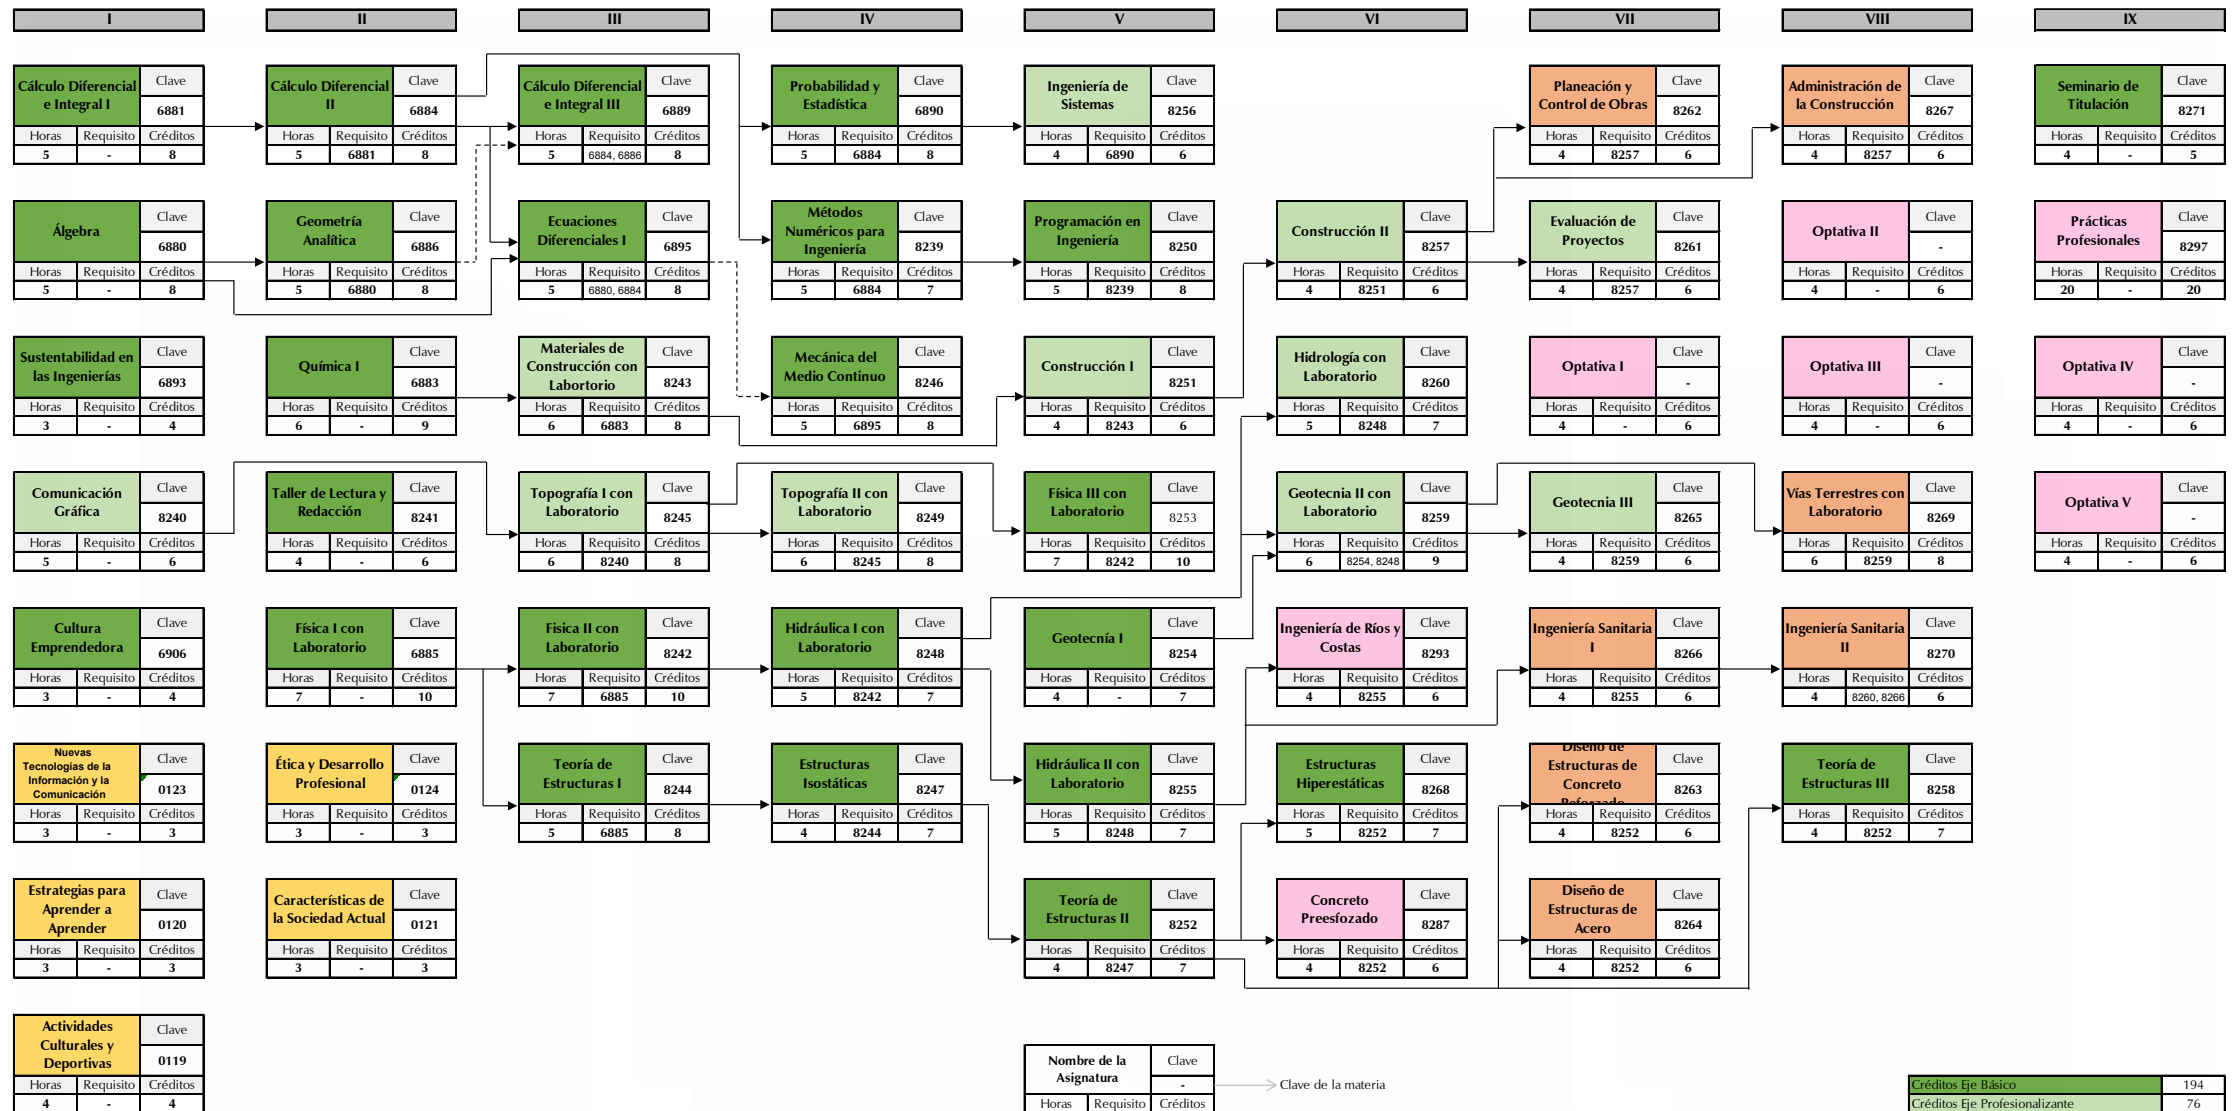 I
II
III
IV
V
VI
VII
VIII
IX
Cálculo Diferencial
e Integral I
Clave
6881
Horas Requisito Créditos
5 - 8
Cálculo Diferencial
II
Clave
6884
Horas Requisito Créditos
5 6881 8
Cálculo Diferencial
e Integral III
Clave
6889
Horas Requisito Créditos
5 6884, 6886 8
Probabilidad y
Estadística
Clave
6890
Horas Requisito Créditos
5 6884 8
Ingeniería de
Sistemas
Clave
8256
Horas Requisito Créditos
4 6890 6
Planeación y
Control de Obras
Clave
8262
Horas Requisito Créditos
4 8257 6
Administración de
la Construcción
Clave
8267
Horas Requisito Créditos
4 8257 6
Seminario de
Titulación
Clave
8271
Horas Requisito Créditos
4 - 5
Álgebra
Clave
6880
Horas Requisito Créditos
5 - 8
Geometría
Analítica
Clave
6886
Horas Requisito Créditos
5 6880 8
Ecuaciones
Diferenciales I
Clave
6895
Horas Requisito Créditos
5 6880, 6884 8
Métodos
Numéricos para
Ingeniería
Clave
8239
Horas Requisito Créditos
5 6884 7
Programación en
Ingeniería
Clave
8250
Horas Requisito Créditos
5 8239 8
Construcción II
Clave
8257
Horas Requisito Créditos
4 8251 6
Evaluación de
Proyectos
Clave
8261
Horas Requisito Créditos
4 8257 6
Optativa II
Clave
-
Horas Requisito Créditos
4 - 6
Prácticas
Profesionales
Clave
8297
Horas Requisito Créditos
20 - 20
Sustentabilidad en
las Ingenierías
Clave
6893
Horas Requisito Créditos
3 - 4
Química I
Clave
6883
Horas Requisito Créditos
6 - 9
Materiales de
Construcción con
Labortorio
Clave
8243
Horas Requisito Créditos
6 6883 8
Mecánica del
Medio Continuo
Clave
8246
Horas Requisito Créditos
5 6895 8
Construcción I
Clave
8251
Horas Requisito Créditos
4 8243 6
Hidrología con
Laboratorio
Clave
8260
Horas Requisito Créditos
5 8248 7
Optativa I
Clave
-
Horas Requisito Créditos
4 - 6
Optativa III
Clave
-
Horas Requisito Créditos
4 - 6
Optativa IV
Clave
-
Horas Requisito Créditos
4 - 6
Comunicación
Gráfica
Clave
8240
Horas Requisito Créditos
5 - 6
Taller de Lectura y
Redacción
Clave
8241
Horas Requisito Créditos
4 - 6
Topografía I con
Laboratorio
Clave
8245
Horas Requisito Créditos
6 8240 8
Topografía II con
Laboratorio
Clave
8249
Horas Requisito Créditos
6 8245 8
Física III con
Laboratorio
Clave
8253
Horas Requisito Créditos
7 8242 10
Geotecnia II con
Laboratorio
Clave
8259
Horas Requisito Créditos
6 8254, 8248 9
Geotecnia III
Clave
8265
Horas Requisito Créditos
4 8259 6
Vías Terrestres con
Laboratorio
Clave
8269
Horas Requisito Créditos
6 8259 8
Optativa V
Clave
-
Horas Requisito Créditos
4 - 6
Cultura
Emprendedora
Clave
6906
Horas Requisito Créditos
3 - 4
Física I con
Laboratorio
Clave
6885
Horas Requisito Créditos
7 - 10
Fisica II con
Laboratorio
Clave
8242
Horas Requisito Créditos
7 6885 10
Hidráulica I con
Laboratorio
Clave
8248
Horas Requisito Créditos
5 8242 7
Geotecnía I
Clave
8254
Horas Requisito Créditos
4 - 7
Ingeniería de Ríos y
Costas
Clave
8293
Horas Requisito Créditos
4 8255 6
Ingeniería Sanitaria
I
Clave
8266
Horas Requisito Créditos
4 8255 6
Ingeniería Sanitaria
II
Clave
8270
Horas Requisito Créditos
4 8260, 8266 6
Nuevas
Tecnologías de la
Información y la
Comunicación
Clave
0123
Horas Requisito Créditos
3 - 3
Ética y Desarrollo
Profesional
Clave
0124
Horas Requisito Créditos
3 - 3
Teoría de
Estructuras I
Clave
8244
Horas Requisito Créditos
5 6885 8
Estructuras
Isostáticas
Clave
8247
Horas Requisito Créditos
4 8244 7
Hidráulica II con
Laboratorio
Clave
8255
Horas Requisito Créditos
5 8248 7
Estructuras
Hiperestáticas
Clave
8268
Horas Requisito Créditos
5 8252 7
Diseño de
Estructuras de
Concreto
Reforzado
Clave
8263
Horas Requisito Créditos
4 8252 6
Teoría de
Estructuras III
Clave
8258
Horas Requisito Créditos
4 8252 7
Estrategias para
Aprender a
Aprender
Clave
0120
Horas Requisito Créditos
3 - 3
Características de
la Sociedad Actual
Clave
0121
Horas Requisito Créditos
3 - 3
Teoría de
Estructuras II
Clave
8252
Horas Requisito Créditos
4 8247 7
Concreto
Preesfozado
Clave
8287
Horas Requisito Créditos
4 8252 6
Diseño de
Estructuras de
Acero
Clave
8264
Horas Requisito Créditos
4 8252 6
Actividades
Culturales y
Deportivas
Clave
0119
Horas Requisito Créditos
4 - 4
Nombre de la
Asignatura
Clave
-
Clave de la materia
Horas Requisito Créditos
Créditos Eje Básico 194
Créditos Eje Profesionalizante 76